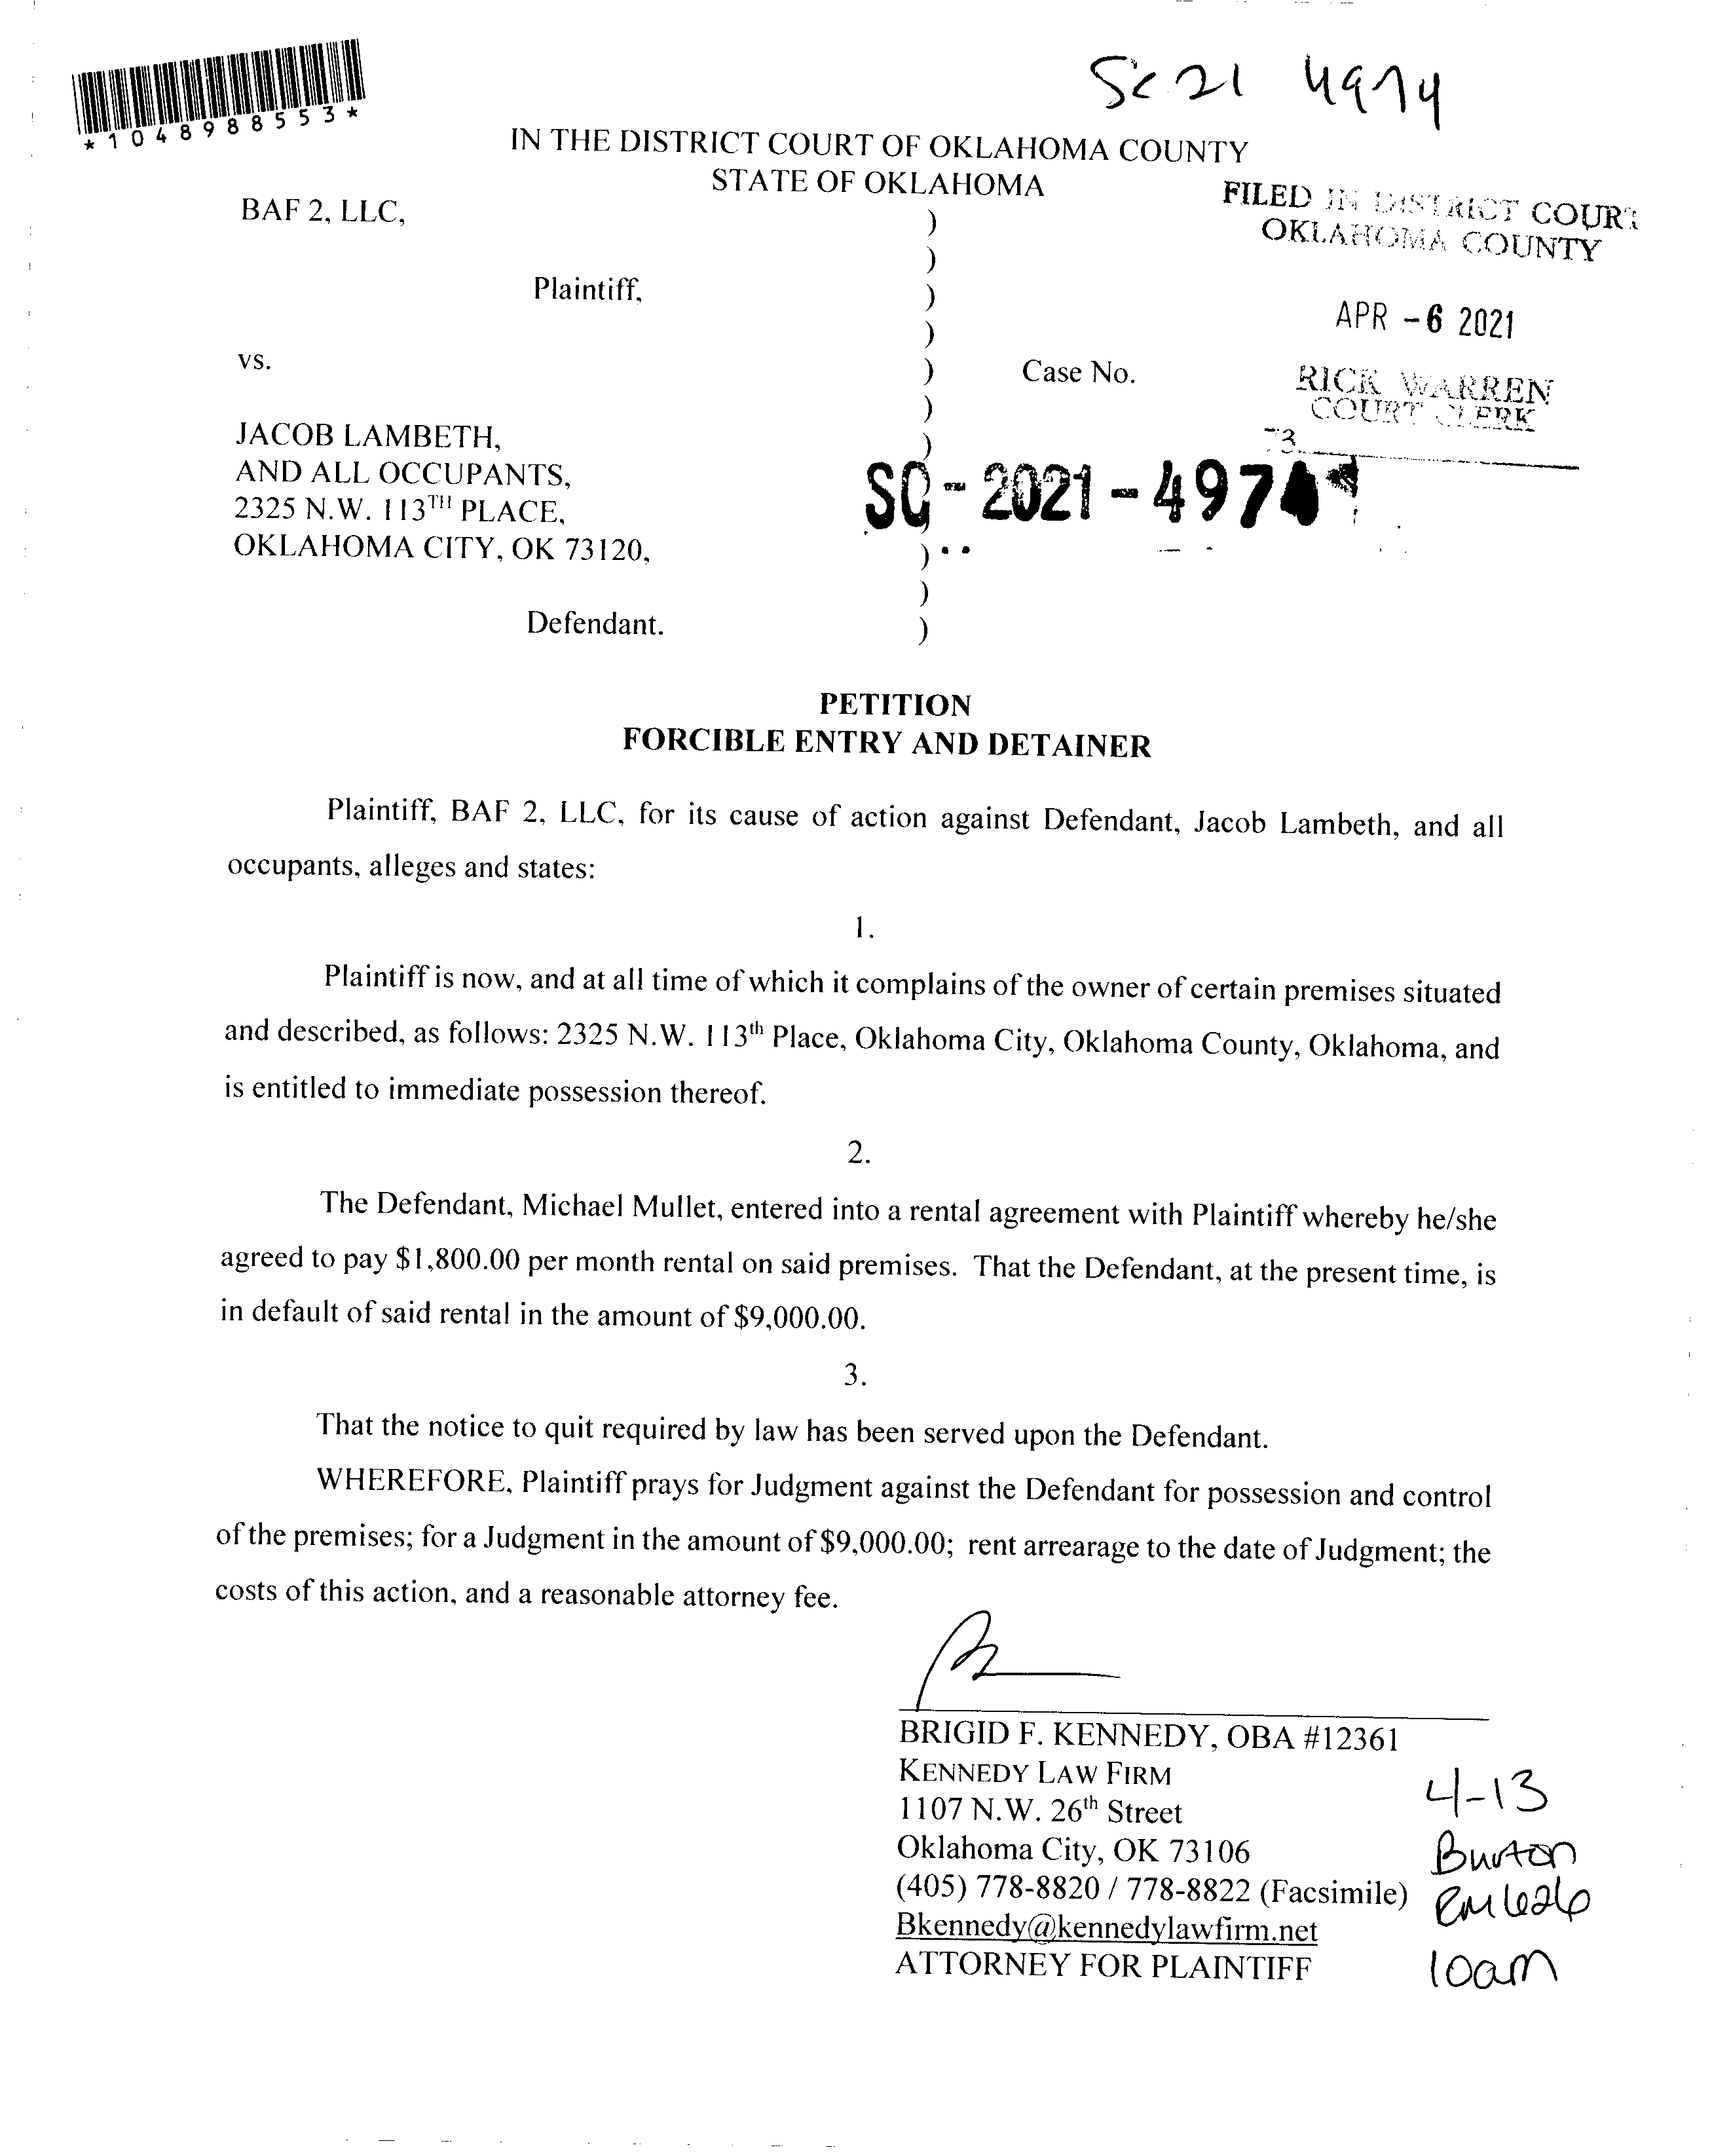 Sc 21 4974
*1048988553*
IN THE DISTRICT COURT OF OKLAHOMA COUNTY
STATE OF OKLAHOMA
FILED IN DISTRICT COURT
OKLAHOMA COUNTY
BAF 2, LLC,
Plaintiff,
APR -6 2021
vs.
Case No.
RICK WARREN
COURT CLERK
73
JACOB LAMBETH,
AND ALL OCCUPANTS,
2325 N.W. 113TH PLACE,
OKLAHOMA CITY, OK 73120,
SC-2021-4974
Defendant.
)
)
)
)
)
)
)
)
)
)
PETITION
FORCIBLE ENTRY AND DETAINER
Plaintiff, BAF 2, LLC, for its cause of action against Defendant, Jacob Lambeth, and all
occupants, alleges and states:
1.
Plaintiff is now, and at all time of which it complains of the owner of certain premises situated
and described, as follows: 2325 N.W. 113th Place, Oklahoma City, Oklahoma County, Oklahoma, and
is entitled to immediate possession thereof.
2.
The Defendant, Michael Mullet, entered into a rental agreement with Plaintiff whereby he/she
agreed to pay $1,800.00 per month rental on said premises. That the Defendant, at the present time, is
in default of said rental in the amount of $9,000.00.
3.
That the notice to quit required by law has been served upon the Defendant.
WHEREFORE, Plaintiff prays for Judgment against the Defendant for possession and control
of the premises; for a Judgment in the amount of $9,000.00; rent arrearage to the date of Judgment; the
costs of this action, and a reasonable attorney fee.
BRIGID F. KENNEDY, OBA #12361
KENNEDY LAW FIRM
1107 N.W. 26th Street
Oklahoma City, OK 73106
(405) 778-8820 / 778-8822 (Facsimile)
Bkennedy@kennedylawfirm.net
ATTORNEY FOR PLAINTIFF
4-13
Burton
Rm 626
10am